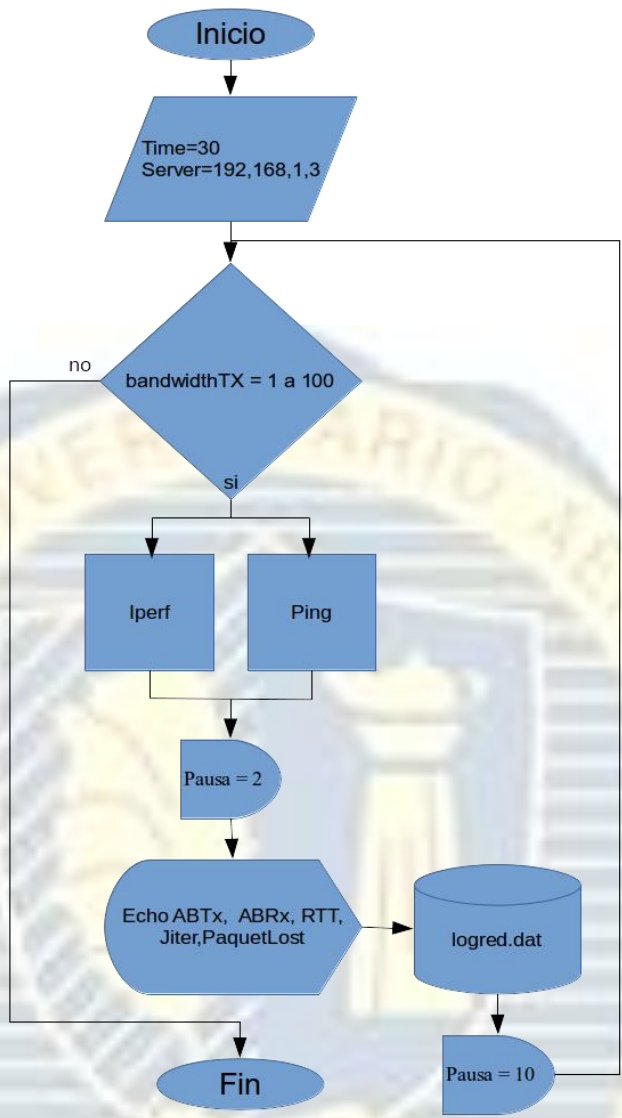 Inicio
Time=30
Server=192,168,1,3
no
bandwidthTX = 1 a 100
si
Iperf
Ping
Pausa = 2
Echo ABTx, ABRx, RTT,
Jiter,PaquetLost
logred.dat
Pausa = 10
Fin